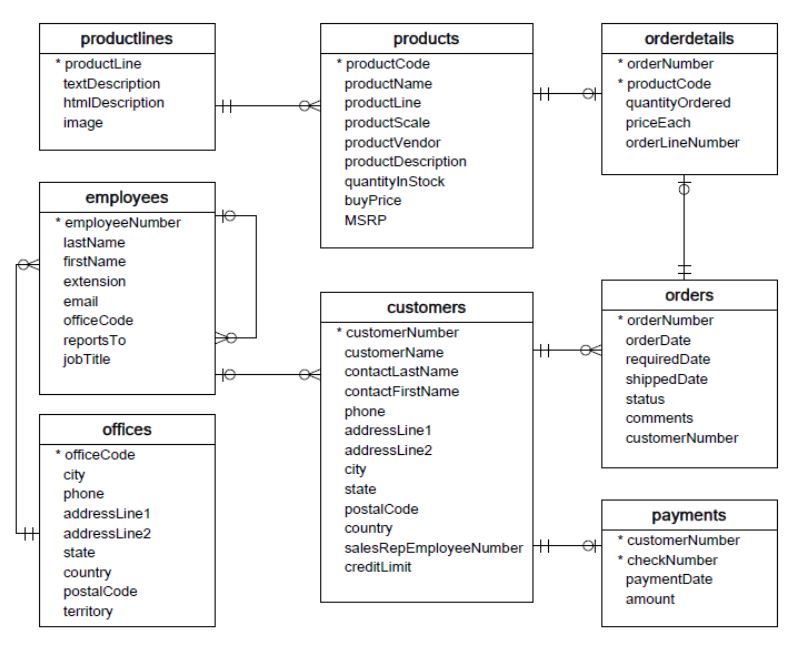 productlines
* productLine
textDescription
htmlDescription
image
products
* productCode
productName
productLine
productScale
productVendor
productDescription
quantityInStock
buyPrice
MSRP
orderdetails
* orderNumber
* productCode
quantityOrdered
priceEach
orderLineNumber
employees
* employeeNumber
lastName
firstName
extension
email
officeCode
reportsTo
jobTitle
customers
* customerNumber
customerName
contactLastName
contactFirstName
phone
addressLine1
addressLine2
city
state
postalCode
country
salesRepEmployeeNumber
creditLimit
orders
* orderNumber
orderDate
requiredDate
shippedDate
status
comments
customerNumber
offices
* officeCode
city
phone
addressLine1
addressLine2
state
country
postalCode
territory
payments
* customerNumber
* checkNumber
paymentDate
amount